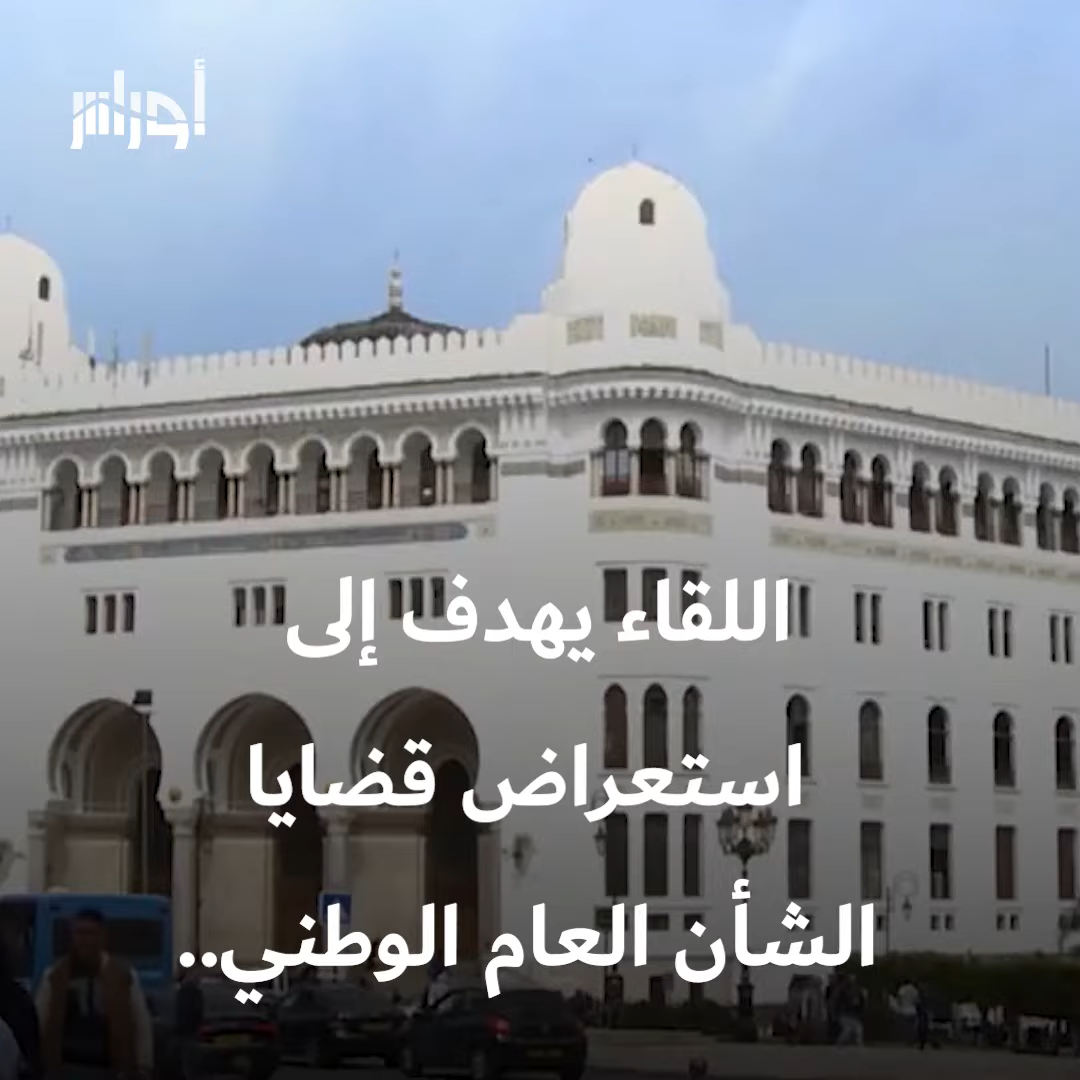 أوراس
اللقاء يهدف إلى
استعراض قضايا
الشأن العام الوطني..